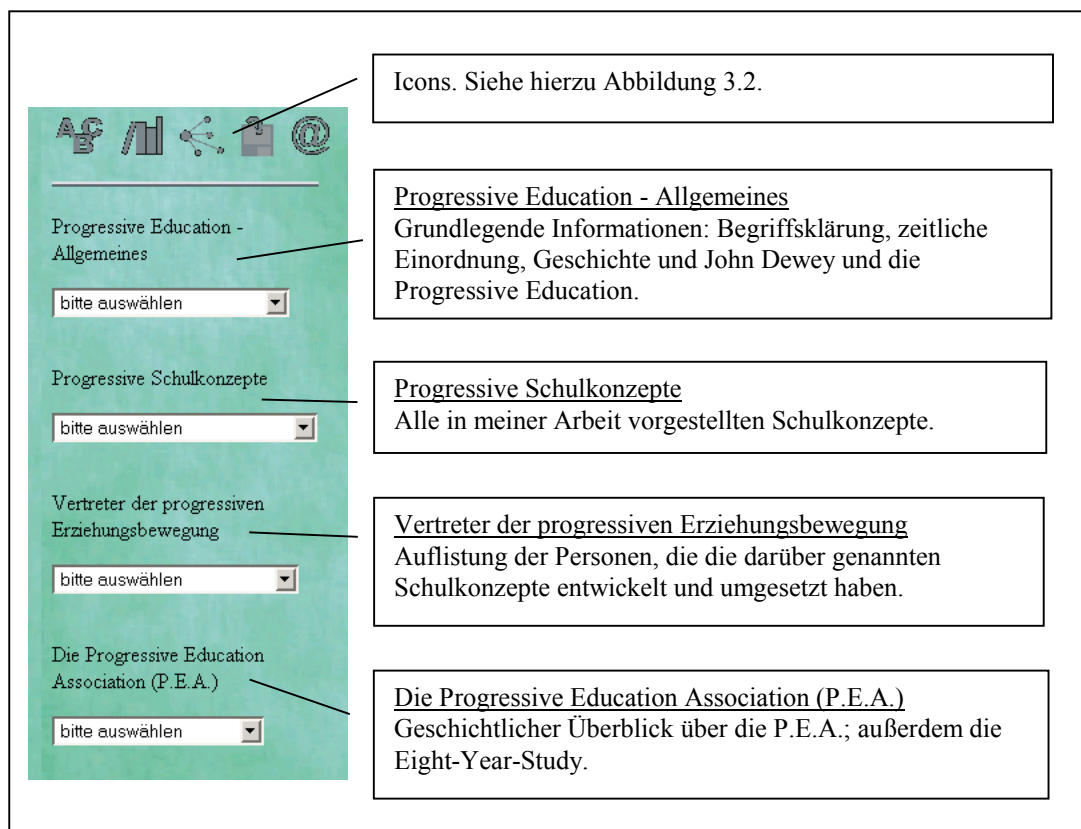 Icons. Siehe hierzu Abbildung 3.2.
A B C
@
Progressive Education -
Allgemeines
bitte auswählen
Progressive Education - Allgemeines
Grundlegende Informationen: Begriffsklärung, zeitliche
Einordnung, Geschichte und John Dewey und die
Progressive Education.
Progressive Schulkonzepte
bitte auswählen
Progressive Schulkonzepte
Alle in meiner Arbeit vorgestellten Schulkonzepte.
Vertreter der progressiven
Erziehungsbewegung
bitte auswählen
Vertreter der progressiven Erziehungsbewegung
Auflistung der Personen, die die darüber genannten
Schulkonzepte entwickelt und umgesetzt haben.
Die Progressive Education
Association (P.E.A.)
bitte auswählen
Die Progressive Education Association (P.E.A.)
Geschichtlicher Überblick über die P.E.A.; außerdem die
Eight-Year-Study.